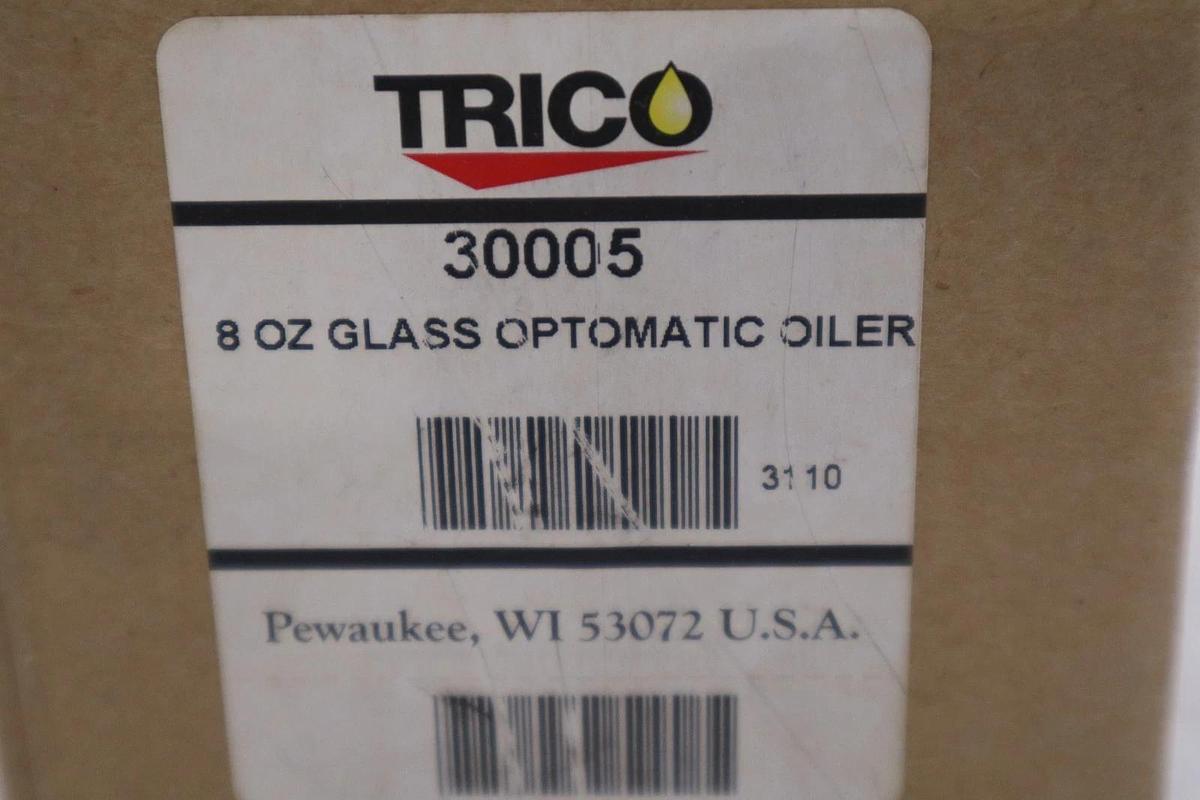 TRICO
30005
8 OZ GLASS OPTOMATIC OILER
3110
Pewaukee, WI 53072 U.S.A.